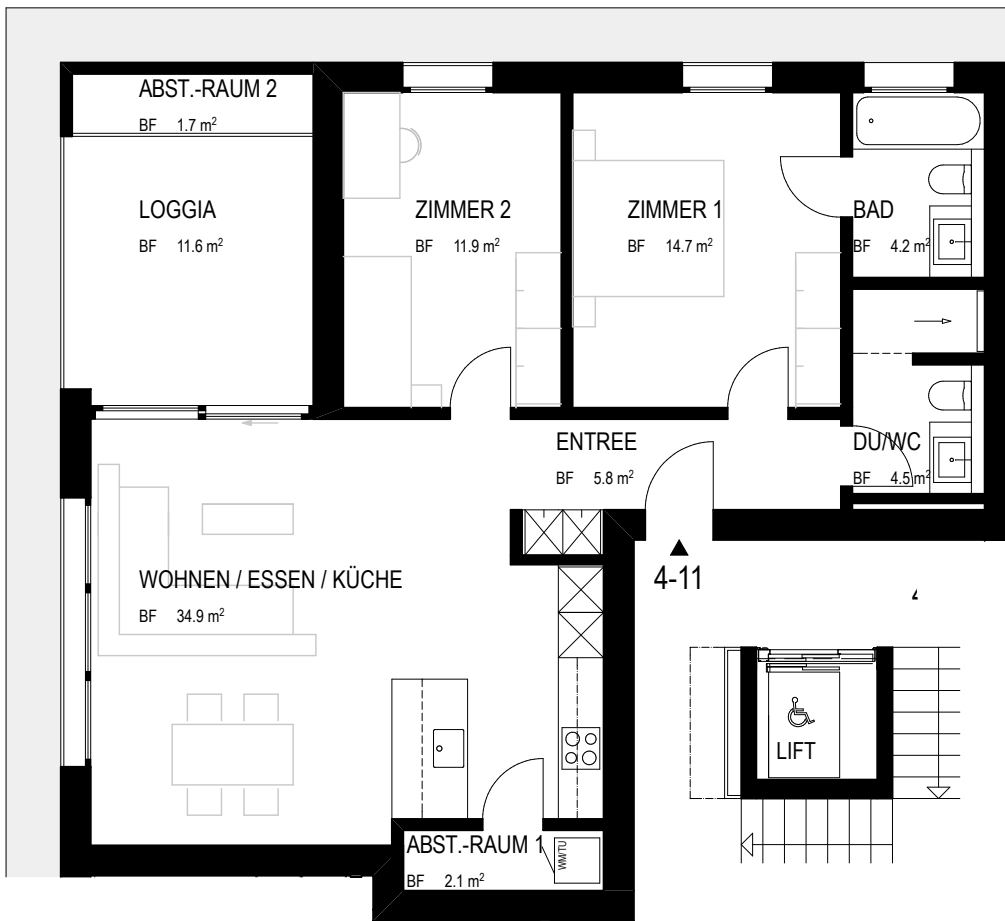 ABST.-RAUM 2
BF 1.7 m²
LOGGIA
BF 11.6 m²
ZIMMER 2
BF 11.9 m²
ZIMMER 1
BF 14.7 m²
BAD
BF 4.2 m²
ENTREE
BF 5.8 m²
DU/WC
BF 4.5 m²
WOHNEN / ESSEN / KÜCHE
BF 34.9 m²
4-11
LIFT
ABST.-RAUM 1
BF 2.1 m²
WM/TU